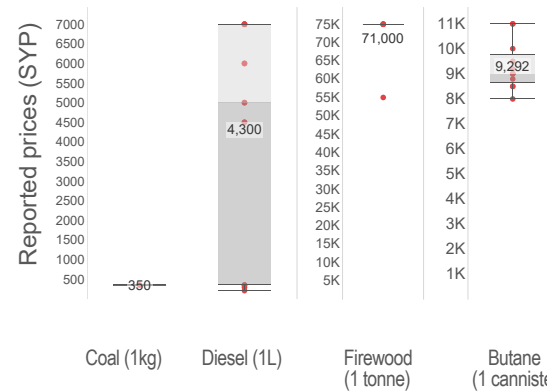 Reported prices (SYP)
7000
6500
6000
5500
5000
4500
4000
3500
3000
2500
2000
1500
1000
500
350
4,300
75K
70K
65K
60K
55K
50K
45K
40K
35K
30K
25K
20K
15K
10K
5K
71,000
11K
10K
9K
8K
7K
6K
5K
4K
3K
2K
1K
9,292
Coal (1kg)
Diesel (1L)
Firewood
(1 tonne)
Butane
(1 canniste